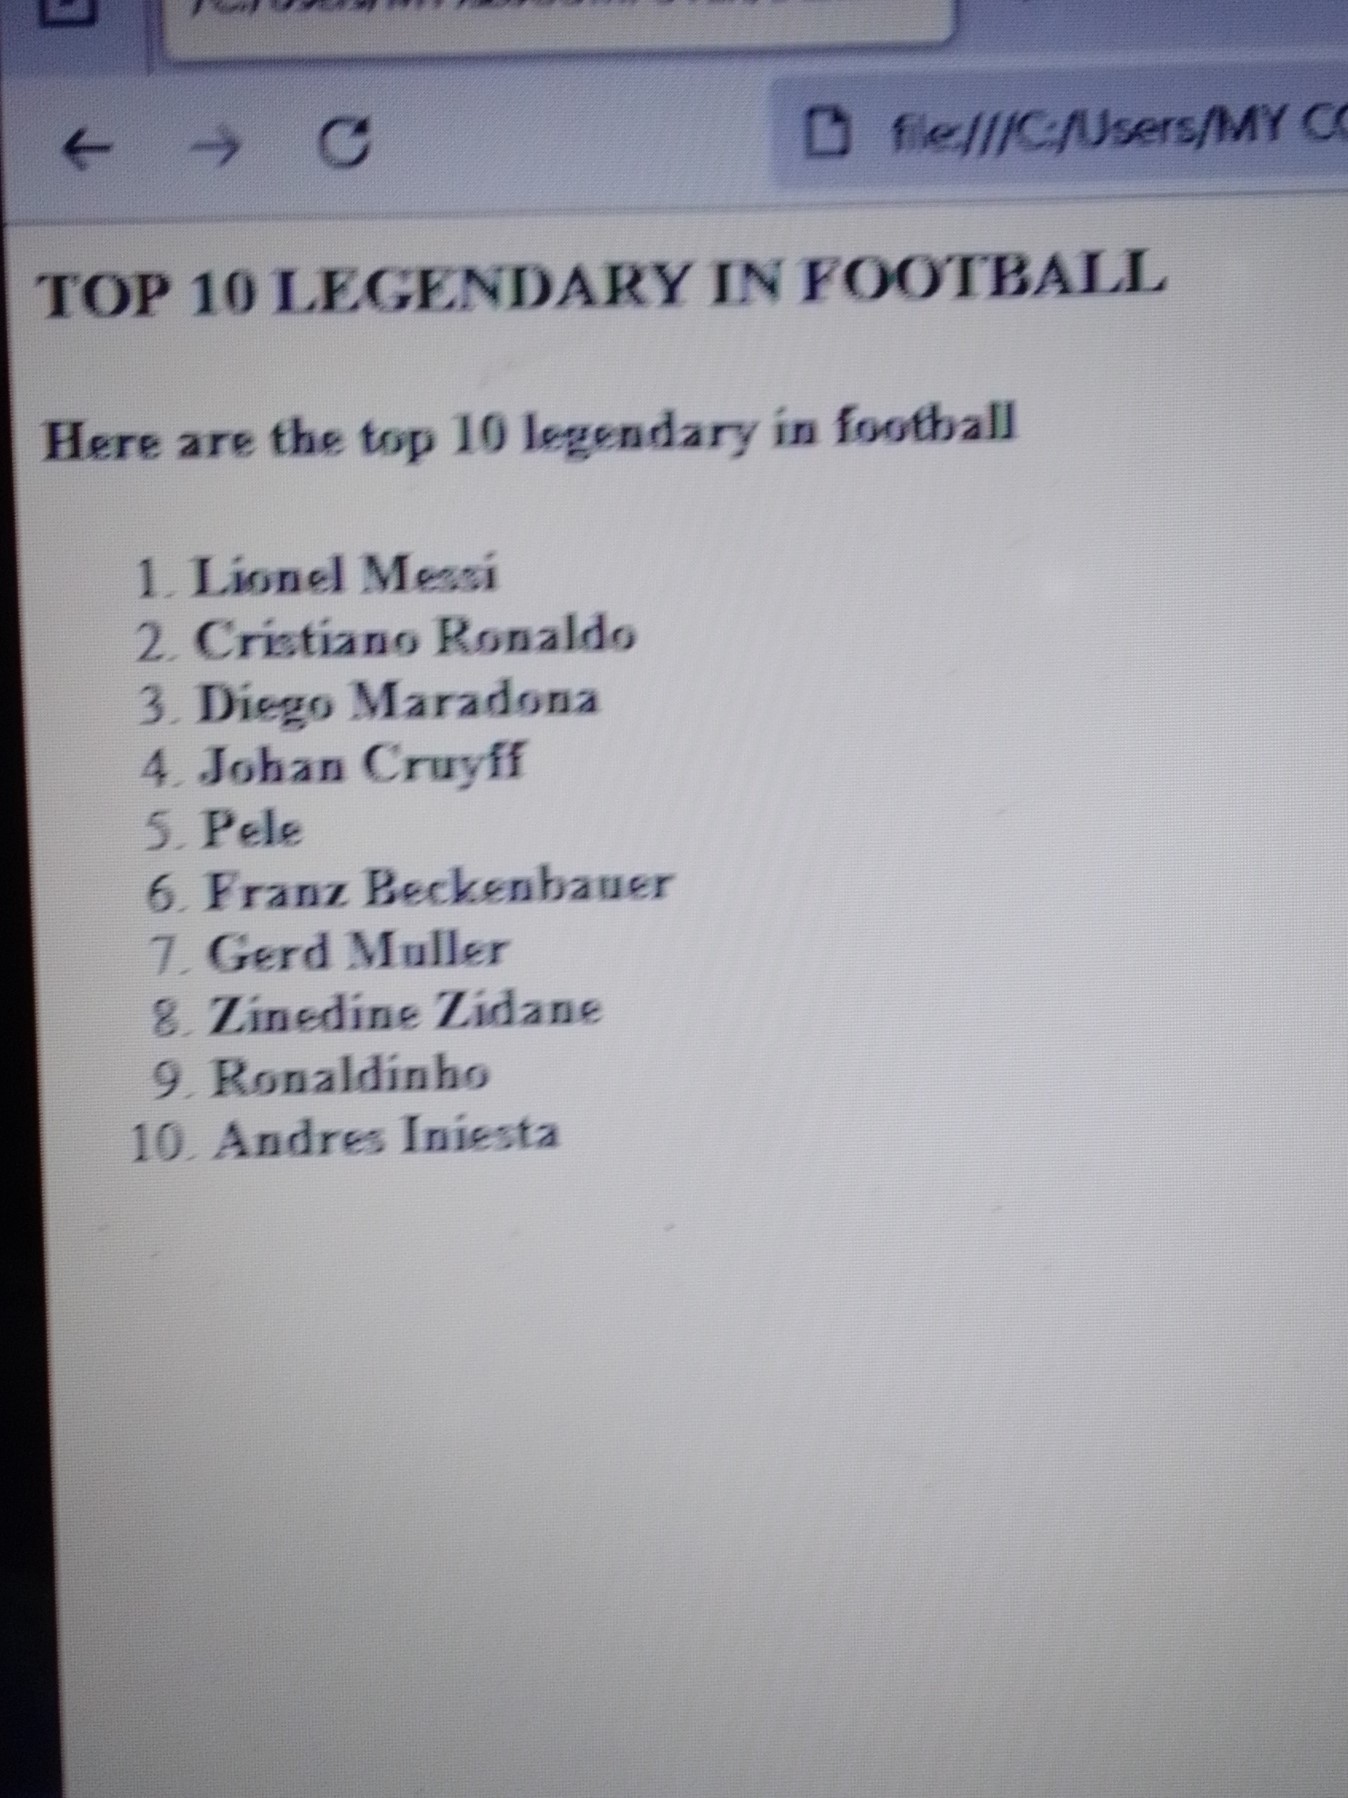 file:///C:/Users/MY CO
TOP 10 LEGENDARY IN FOOTBALL
Here are the top 10 legendary in football
1. Lionel Messi
2. Cristiano Ronaldo
3. Diego Maradona
4. Johan Cruyff
5. Pele
6. Franz Beckenbauer
7. Gerd Muller
8. Zinedine Zidane
9. Ronaldinho
10. Andres Iniesta